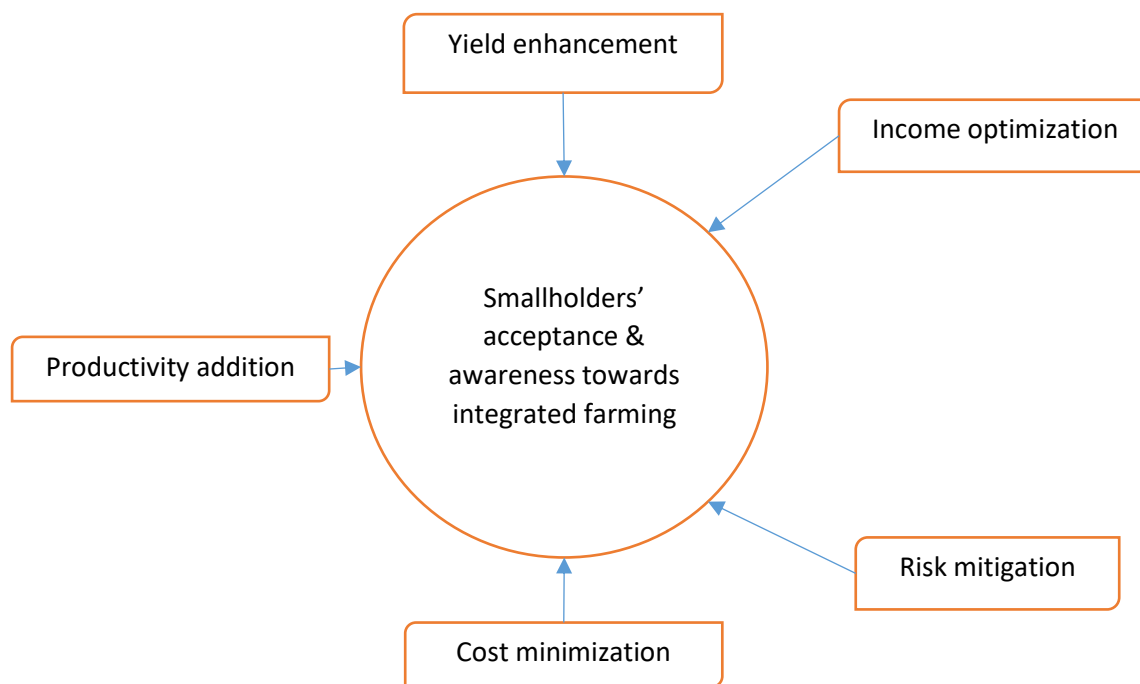 Yield enhancement
Income optimization
Smallholders’
acceptance &
awareness towards
integrated farming
Productivity addition
Risk mitigation
Cost minimization